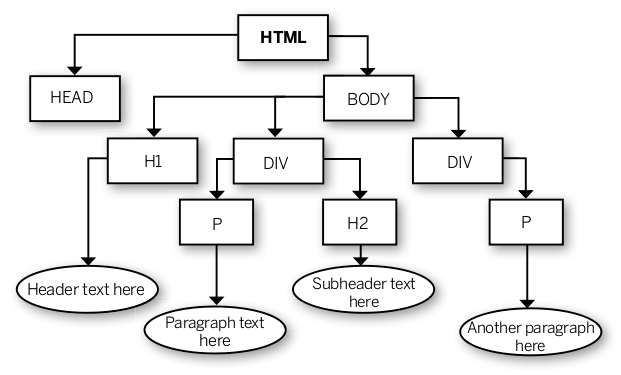 HTML
HEAD
BODY
H1
DIV
DIV
P
H2
P
Header text here
Subheader text
here
Paragraph text
here
Another paragraph
here